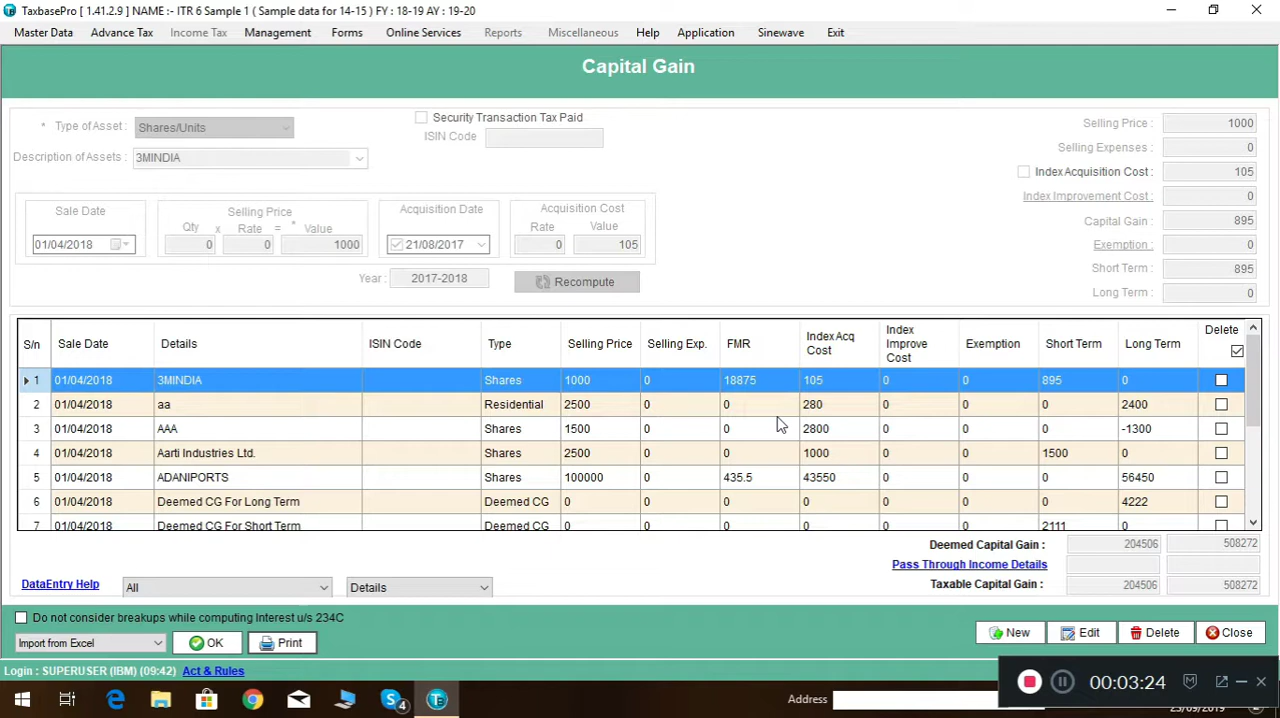 TaxbasePro [ 1.41.2.9 ] NAME :- ITR 6 Sample 1 ( Sample data for 14-15 ) FY : 18-19 AY : 19-20
Master Data Advance Tax Income Tax Management Forms Online Services Reports Miscellaneous Help Application Sinewave Exit
Capital Gain
* Type of Asset : Shares/Units
Security Transaction Tax Paid
ISIN Code
Description of Assets : 3MINDIA
Selling Price : 1000
Selling Expenses : 0
Index Acquisition Cost : 105
Index Improvement Cost : 0
Capital Gain : 895
Exemption : 0
Short Term : 895
Long Term : 0
Sale Date
01/04/2018
Selling Price
Qty x Rate = * Value
0 0 1000
Acquisition Date
21/08/2017
Acquisition Cost
Rate Value
0 105
Year : 2017-2018
Recompute
S/n Sale Date Details ISIN Code Type Selling Price Selling Exp. FMR Index Acq Cost Index Improve Cost Exemption Short Term Long Term Delete
1 01/04/2018 3MINDIA Shares 1000 0 18875 105 0 0 895 0
2 01/04/2018 aa Residential 2500 0 0 280 0 0 0 2400
3 01/04/2018 AAA Shares 1500 0 0 2800 0 0 0 -1300
4 01/04/2018 Aarti Industries Ltd. Shares 2500 0 0 1000 0 0 1500 0
5 01/04/2018 ADANIPORTS Shares 100000 0 435.5 43550 0 0 0 56450
6 01/04/2018 Deemed CG For Long Term Deemed CG 0 0 0 0 0 0 0 4222
7 01/04/2018 Deemed CG For Short Term Deemed CG 0 0 0 0 0 0 2111 0
Deemed Capital Gain : 204506 508272
Pass Through Income Details
Taxable Capital Gain : 204506 508272
DataEntry Help All Details
Do not consider breakups while computing Interest u/s 234C
Import from Excel OK Print New Edit Delete Close
Login : SUPERUSER (IBM) (09:42) Act & Rules
00:03:24
4
Address